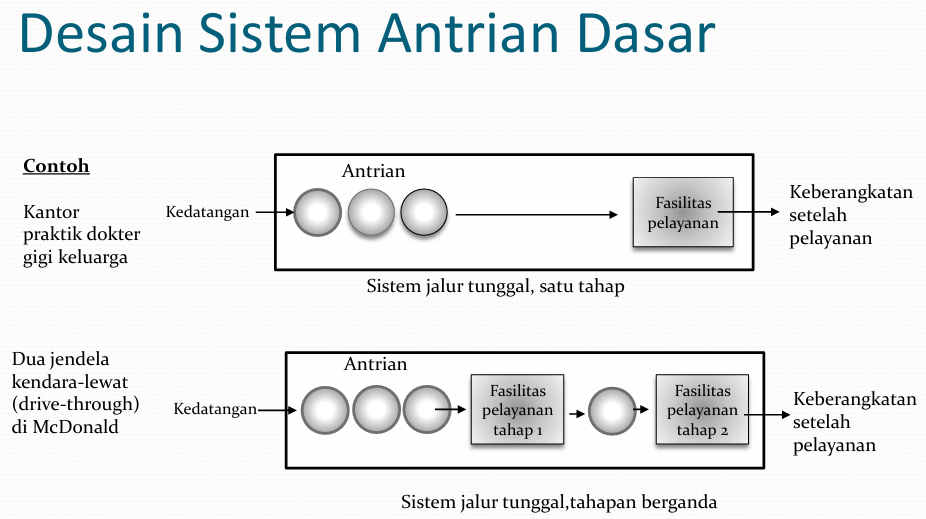 Desain Sistem Antrian Dasar
Contoh
Kantor
praktik dokter
gigi keluarga
Kedatangan
Antrian
Fasilitas
pelayanan
Keberangkatan
setelah
pelayanan
Sistem jalur tunggal, satu tahap
Dua jendela
kendara-lewat
(drive-through)
di McDonald
Kedatangan
Antrian
Fasilitas
pelayanan
tahap 1
Fasilitas
pelayanan
tahap 2
Keberangkatan
setelah
pelayanan
Sistem jalur tunggal,tahapan berganda